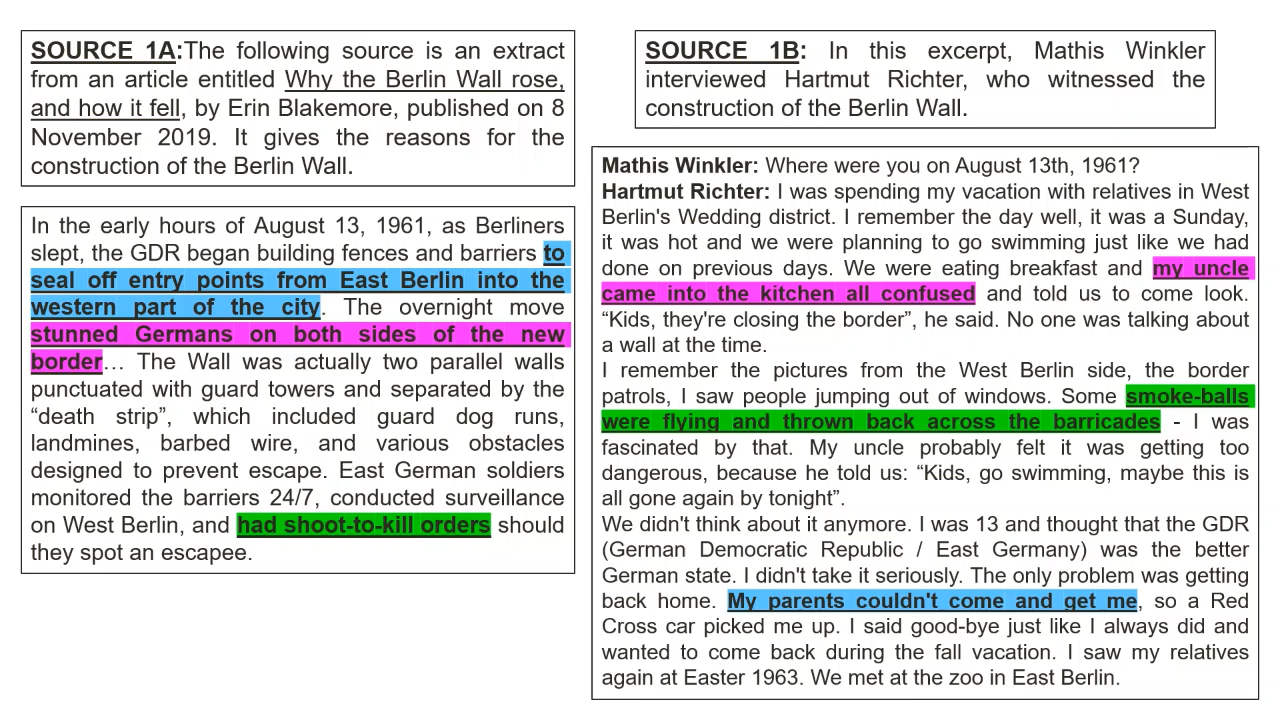 SOURCE 1A:The following source is an extract
from an article entitled Why the Berlin Wall rose,
and how it fell, by Erin Blakemore, published on 8
November 2019. It gives the reasons for the
construction of the Berlin Wall.
In the early hours of August 13, 1961, as Berliners
slept, the GDR began building fences and barriers to
seal off entry points from East Berlin into the
western part of the city. The overnight move
stunned Germans on both sides of the new
border… The Wall was actually two parallel walls
punctuated with guard towers and separated by the
“death strip”, which included guard dog runs,
landmines, barbed wire, and various obstacles
designed to prevent escape. East German soldiers
monitored the barriers 24/7, conducted surveillance
on West Berlin, and had shoot-to-kill orders should
they spot an escapee.
SOURCE 1B: In this excerpt, Mathis Winkler
interviewed Hartmut Richter, who witnessed the
construction of the Berlin Wall.
Mathis Winkler: Where were you on August 13th, 1961?
Hartmut Richter: I was spending my vacation with relatives in West
Berlin's Wedding district. I remember the day well, it was a Sunday,
it was hot and we were planning to go swimming just like we had
done on previous days. We were eating breakfast and my uncle
came into the kitchen all confused and told us to come look.
“Kids, they're closing the border”, he said. No one was talking about
a wall at the time.
I remember the pictures from the West Berlin side, the border
patrols, I saw people jumping out of windows. Some smoke-balls
were flying and thrown back across the barricades - I was
fascinated by that. My uncle probably felt it was getting too
dangerous, because he told us: “Kids, go swimming, maybe this is
all gone again by tonight”.
We didn't think about it anymore. I was 13 and thought that the GDR
(German Democratic Republic / East Germany) was the better
German state. I didn't take it seriously. The only problem was getting
back home. My parents couldn't come and get me, so a Red
Cross car picked me up. I said good-bye just like I always did and
wanted to come back during the fall vacation. I saw my relatives
again at Easter 1963. We met at the zoo in East Berlin.